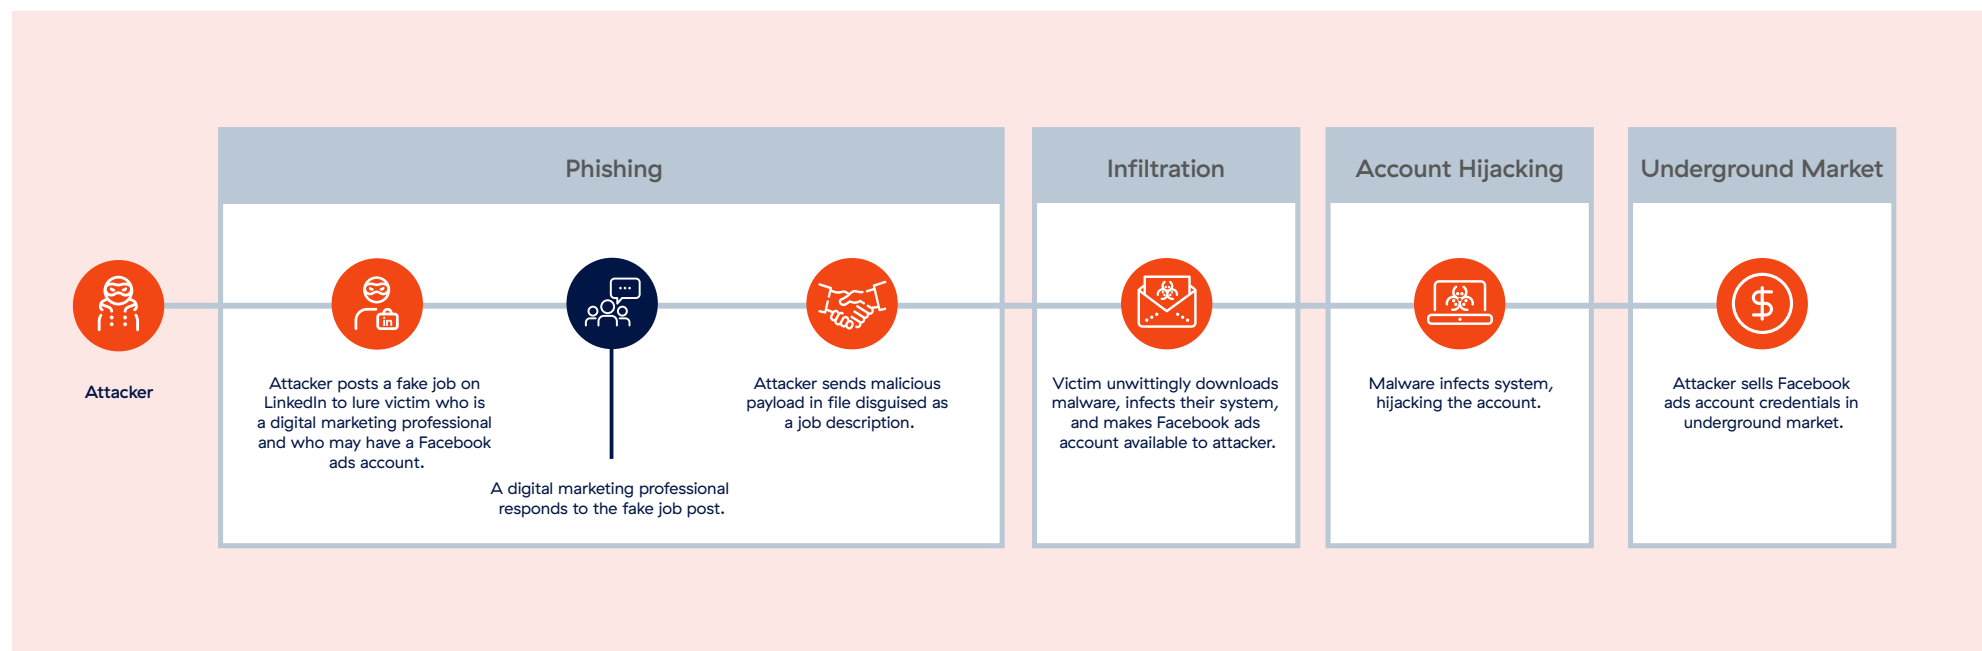 Phishing
Infiltration
Account Hijacking
Underground Market
Attacker
in
Attacker posts a fake job on
LinkedIn to lure victim who is
a digital marketing professional
and who may have a Facebook
ads account.
A digital marketing professional
responds to the fake job post.
Attacker sends malicious
payload in file disguised as
a job description.
Victim unwittingly downloads
malware, infects their system,
and makes Facebook ads
account available to attacker.
Malware infects system,
hijacking the account.
$
Attacker sells Facebook
ads account credentials in
underground market.